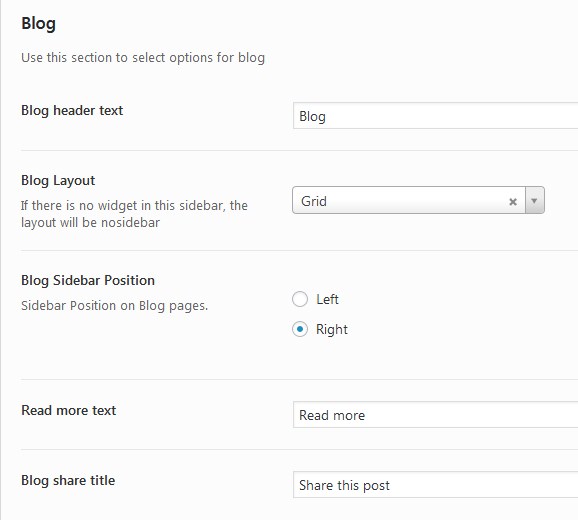 Blog
Use this section to select options for blog
Blog header text
Blog
Blog Layout
If there is no widget in this sidebar, the
layout will be nosidebar
Grid
Blog Sidebar Position
Sidebar Position on Blog pages.
Left
Right
Read more text
Read more
Blog share title
Share this post